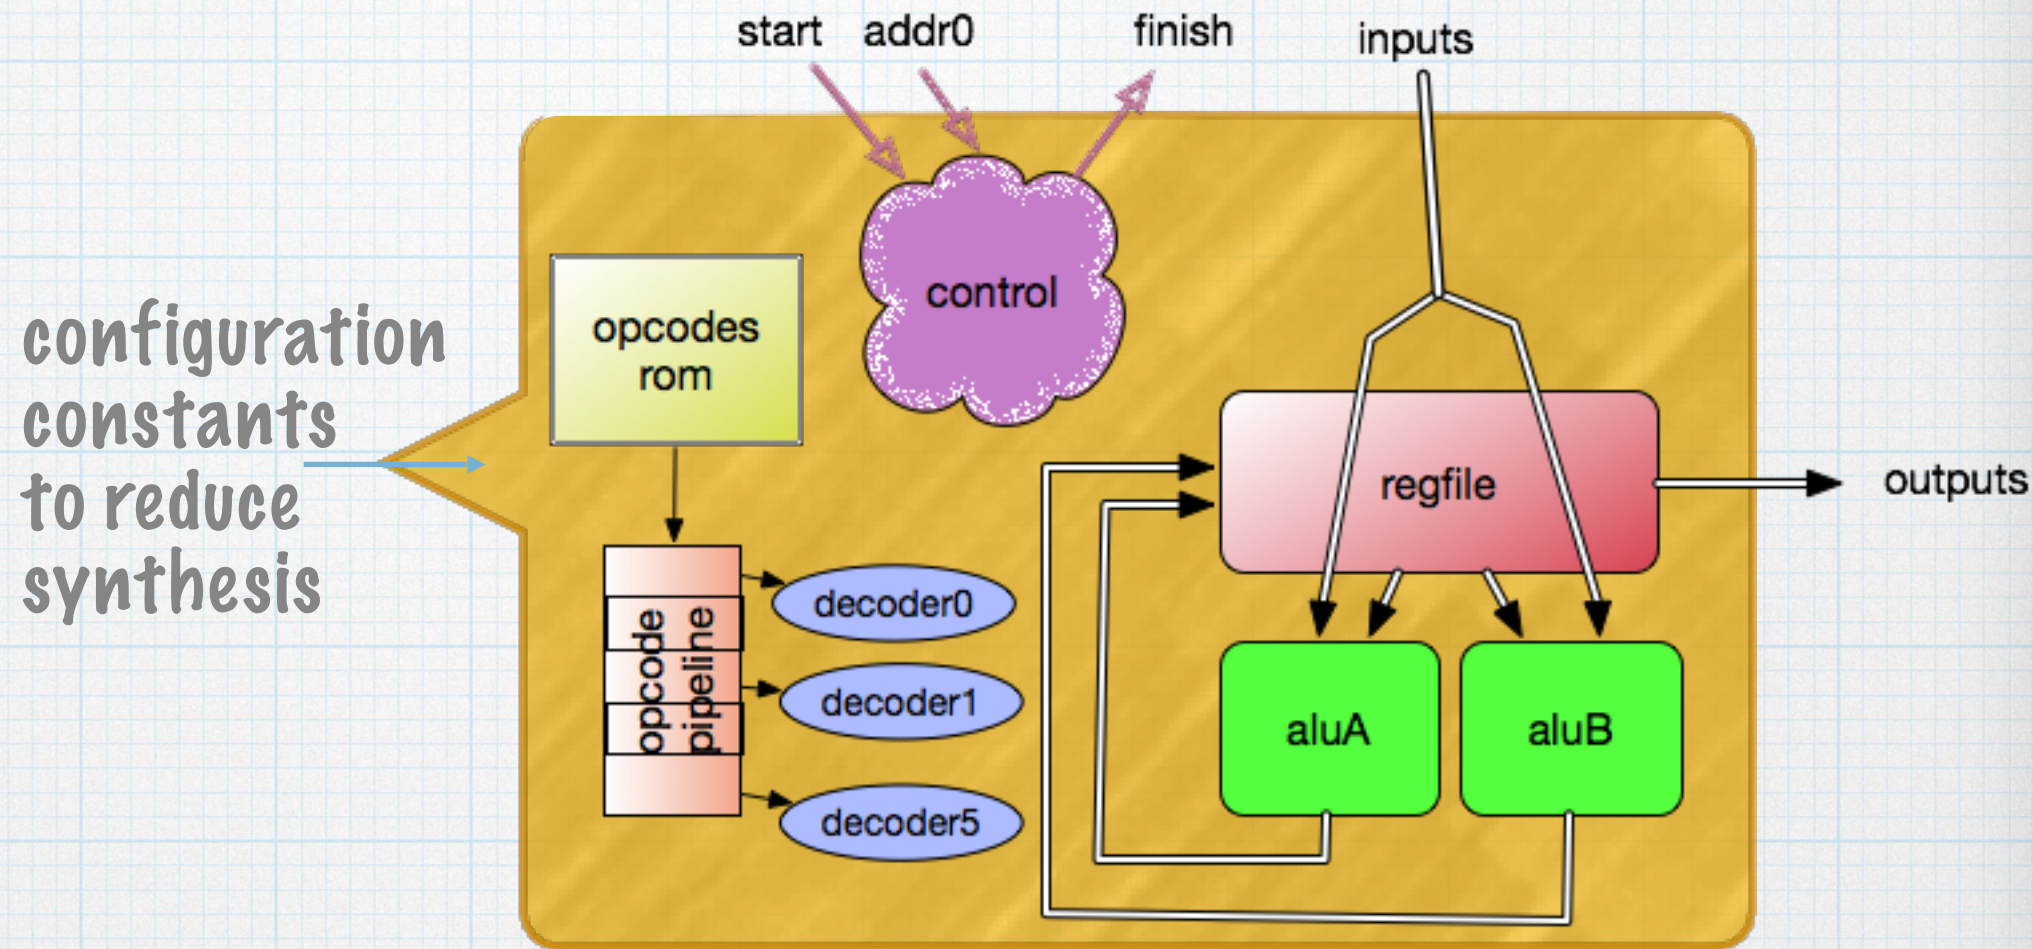 start addr0 finish inputs
configuration
constants
to reduce
synthesis
opcodes
rom
control
regfile
outputs
opcode
pipeline
decoder0
decoder1
decoder5
aluA
aluB